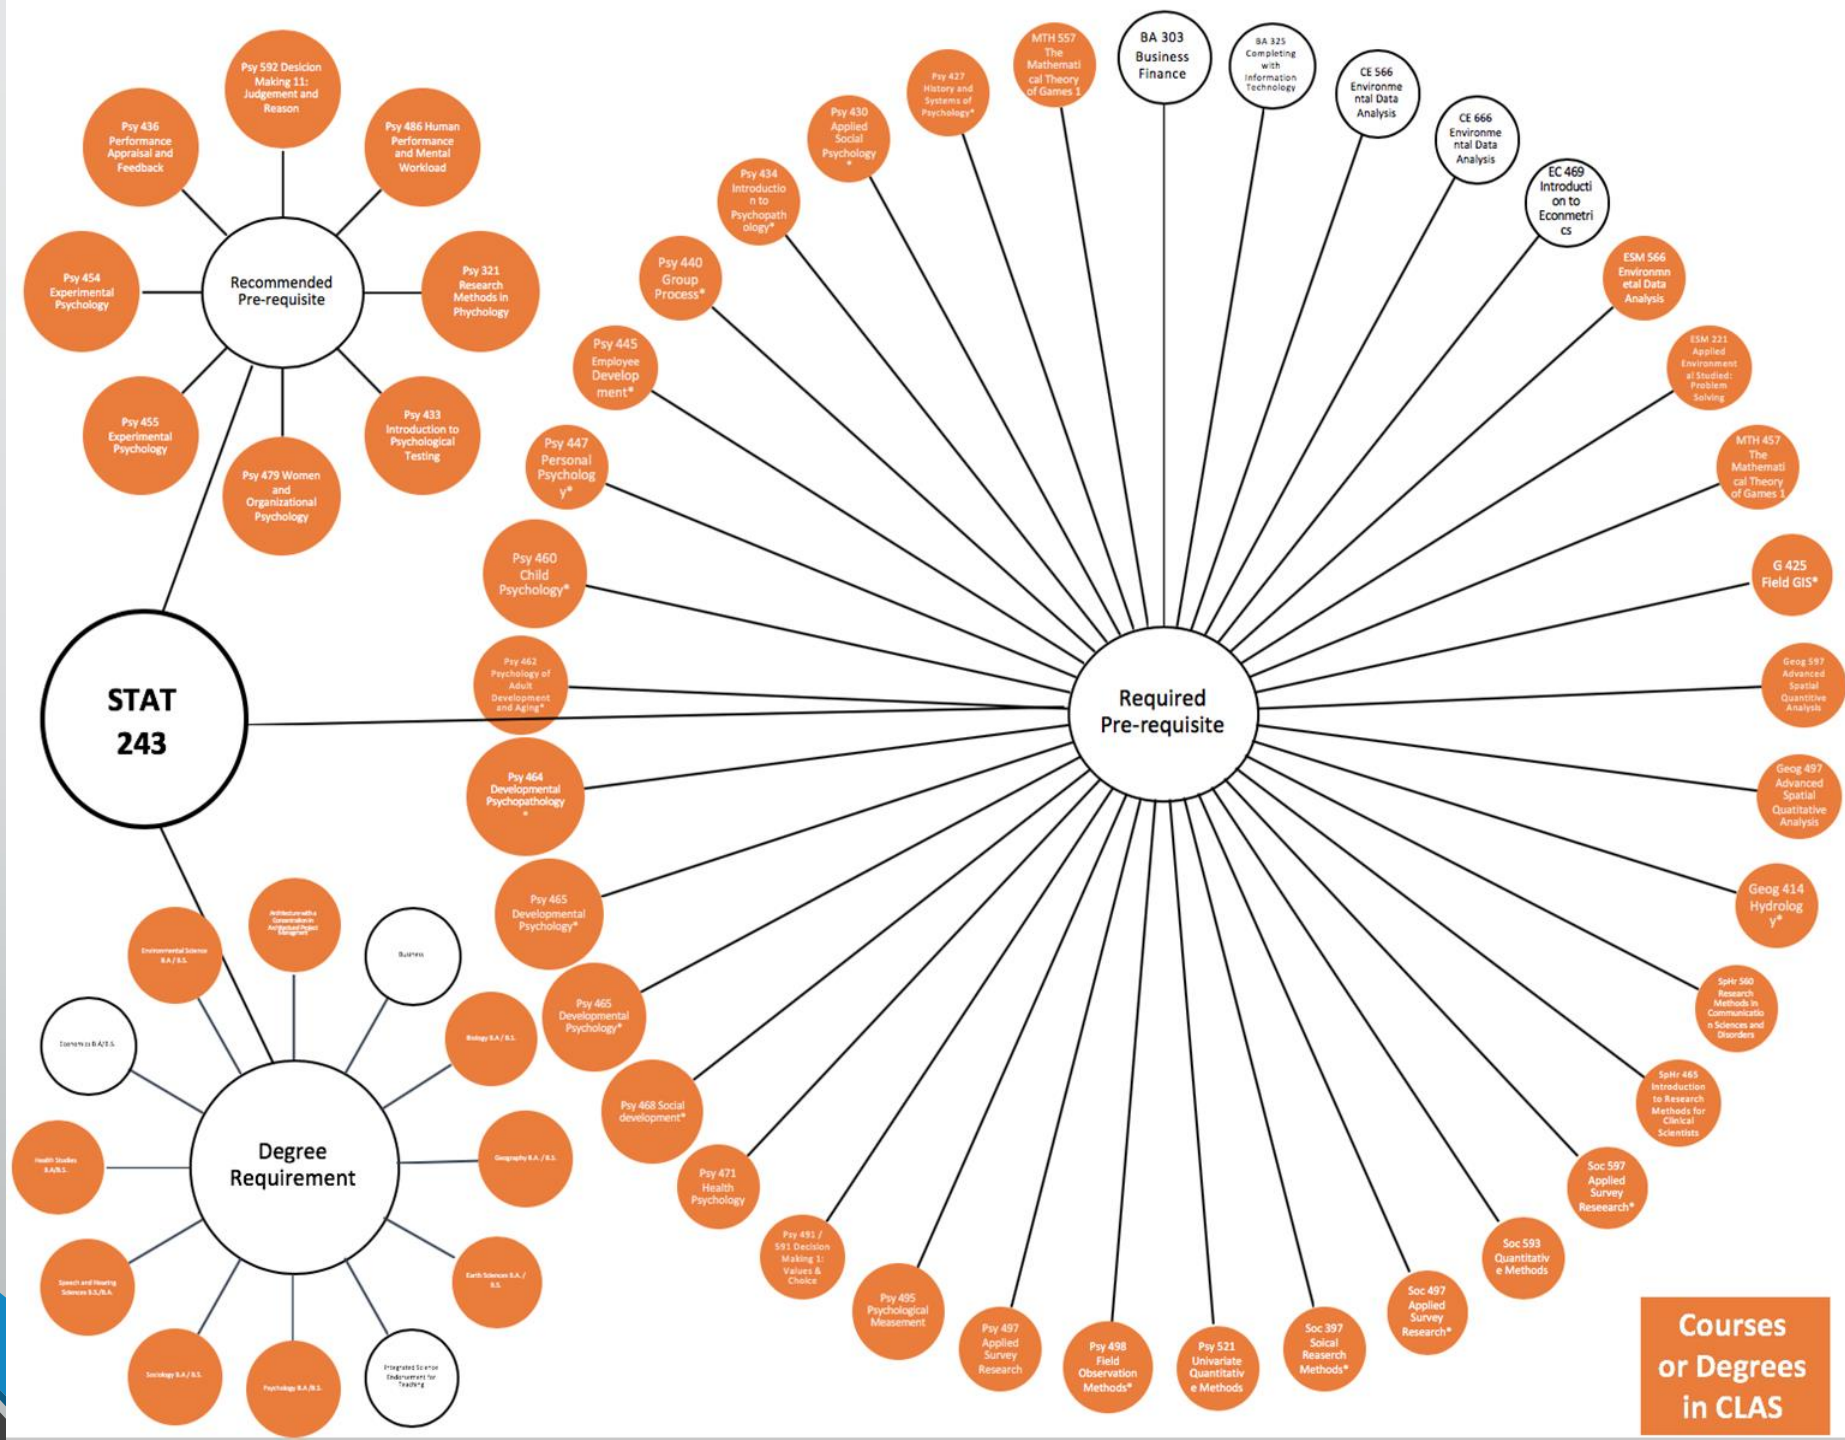 Psy 592 Desicion
Making 11:
Judgement and
Reason
Psy 436
Performance
Appraisal and
Feedback
Psy 486 Human
Performance
and Mental
Workload
Psy 454
Experimental
Psychology
Recommended
Pre-requisite
Psy 321
Research
Methods in
Phychology
Psy 455
Experimental
Psychology
Psy 433
Introduction to
Psychological
Testing
Psy 479 Women
and
Organizational
Psychology
STAT
243
Architecture with a
Concentration in
Environmental Science
B.A / B.S.
Business
Economics B.A/B.S.
Biology B.A / B.S.
Health Studies
B.A/B.S.
Degree
Requirement
Geography B.A. / B.S.
Speech and Hearing
Sciences B.S./B.A.
Earth Sciences B.A. /
B.S.
Sociology B.A / B.S.
Psychology B.A /B.S.
Integrated Science
Endorsement for
Teaching
Required
Pre-requisite
BA 303
Business
Finance
BA 325
Completing
with
Information
Technology
CE 566
Environme
ntal Data
Analysis
CE 666
Environme
ntal Data
Analysis
EC 469
Introducti
on to
Econmetri
cs
ESM 566
Environmn
etal Data
Analysis
ESM 221
Applied
Environment
al Studied:
Problem
Solving
MTH 457
The
Mathemati
cal Theory
of Games 1
G 425
Field GIS*
Geog 597
Advanced
Spatial
Quantitive
Analysis
Geog 497
Advanced
Spatial
Quatitative
Analysis
Geog 414
Hydrolog
y*
SpHr 560
Research
Methods in
Communicatio
n Sciences and
Disorders
SpHr 465
Introduction
to Research
Methods for
Clinical
Scientists
Soc 597
Applied
Survey
Reseearch*
Soc 593
Quantitativ
e Methods
Soc 497
Applied
Survey
Research*
Soc 397
Soical
Reaserch
Methods*
Psy 521
Univariate
Quantitativ
e Methods
Psy 498
Field
Observation
Methods*
Psy 497
Applied
Survey
Research
Psy 495
Psychological
Measement
Psy 491 /
591 Decision
Making 1:
Values &
Choice
Psy 471
Health
Psychology
Psy 468 Social
development*
Psy 465
Developmental
Psychology*
Psy 465
Developmental
Psychology*
Psy 464
Developmental
Psychopathology
*
Psy 462
Psychology of
Adult
Development
and Aging*
Psy 460
Child
Psychology*
Psy 447
Personal
Psycholog
y*
Psy 445
Employee
Develop
ment*
Psy 440
Group
Process*
Psy 434
Introductio
n to
Psychopath
ology*
Psy 430
Applied
Social
Psychology
*
Psy 427
History and
Systems of
Psychology*
MTH 557
The
Mathemati
cal Theory
of Games 1
Courses
or Degrees
in CLAS